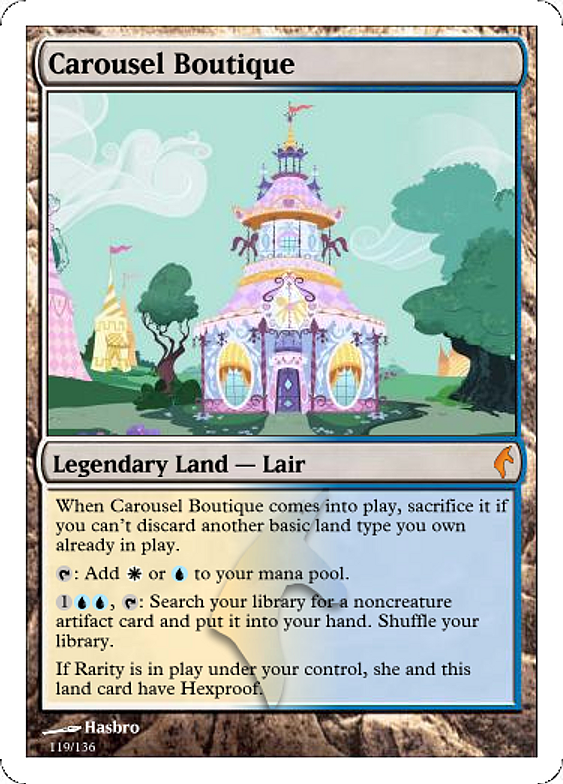 Carousel Boutique
Legendary Land — Lair
When Carousel Boutique comes into play, sacrifice it if
you can't discard another basic land type you own
already in play.
: Add or to your mana pool.
1 , : Search your library for a noncreature
artifact card and put it into your hand. Shuffle your
library.
If Rarity is in play under your control, she and this
land card have Hexproof.
Hasbro
119/136